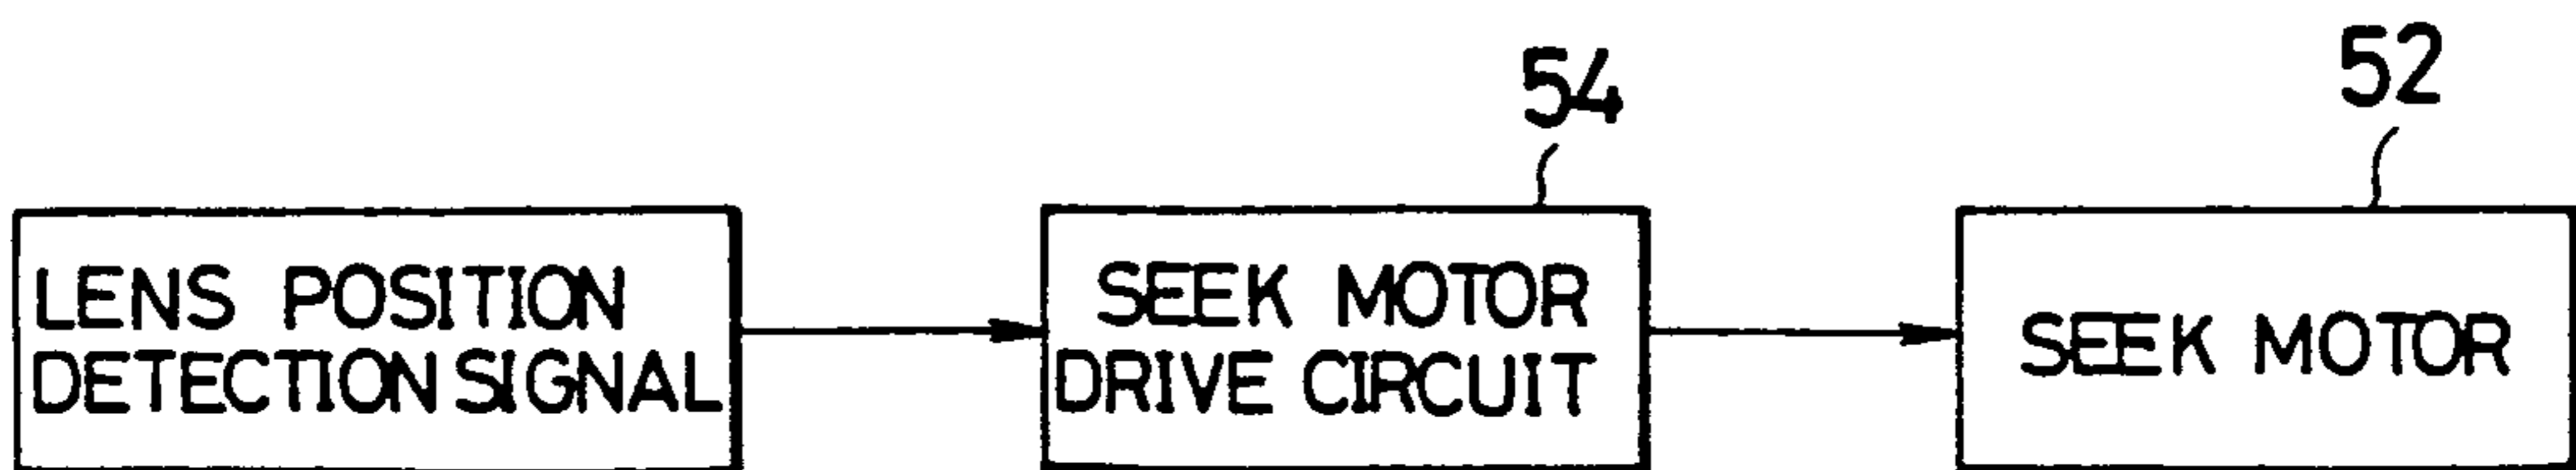 54
52
LENS POSITION
DETECTION SIGNAL
SEEK MOTOR
DRIVE CIRCUIT
SEEK MOTOR